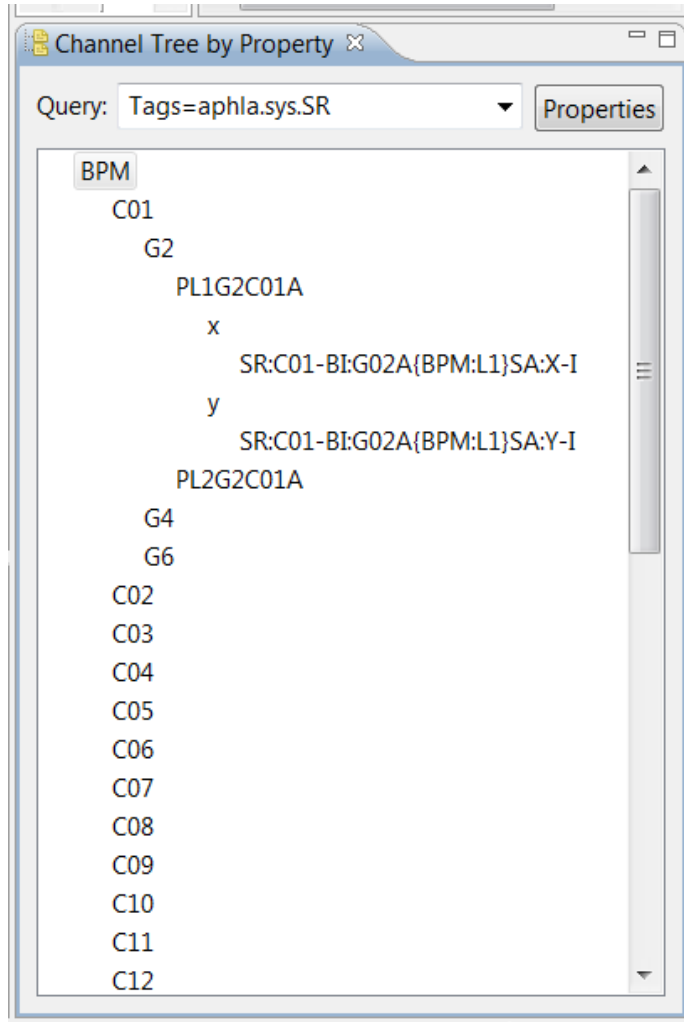 Channel Tree by Property
Query: Tags=aphla.sys.SR Properties
BPM
C01
G2
PL1G2C01A
x
SR:C01-BI:G02A{BPM:L1}SA:X-I
y
SR:C01-BI:G02A{BPM:L1}SA:Y-I
PL2G2C01A
G4
G6
C02
C03
C04
C05
C06
C07
C08
C09
C10
C11
C12